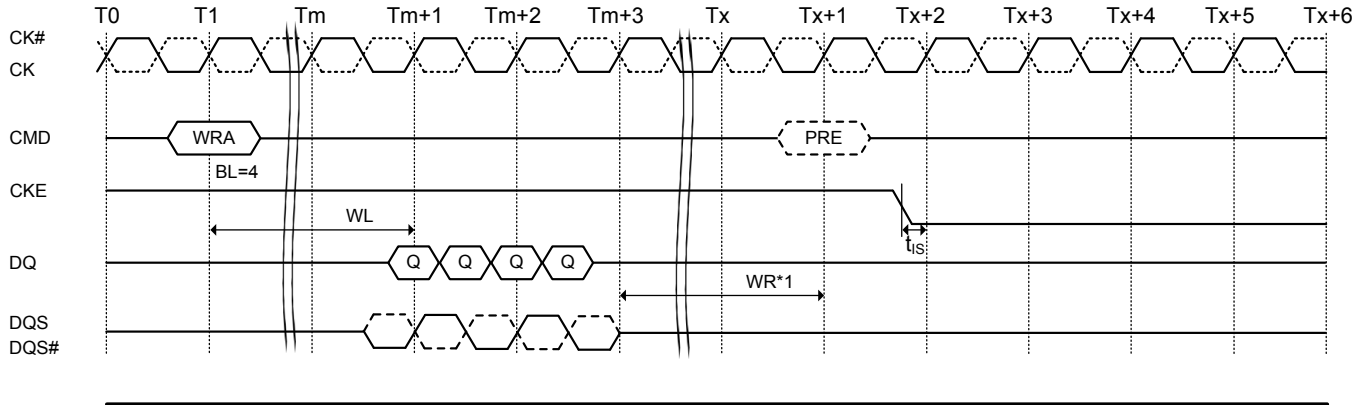 T0 T1 Tm Tm+1 Tm+2 Tm+3 Tx Tx+1 Tx+2 Tx+3 Tx+4 Tx+5 Tx+6
CK#
CK
CMD WRA PRE
BL=4
CKE
WL
tIS
DQ Q Q Q Q
WR*1
DQS
DQS#